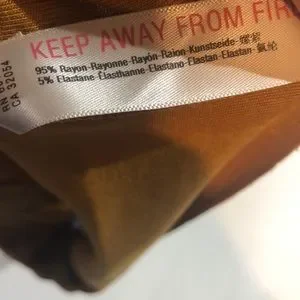 KEEP AWAY FROM FIR
95% Rayon-Rayonne-Rayón-Raion-Kunstseide-嫘萦
5% Elastane-Élasthanne-Elastano-Elastan-Elastan-氨纶
RN
CA 32054